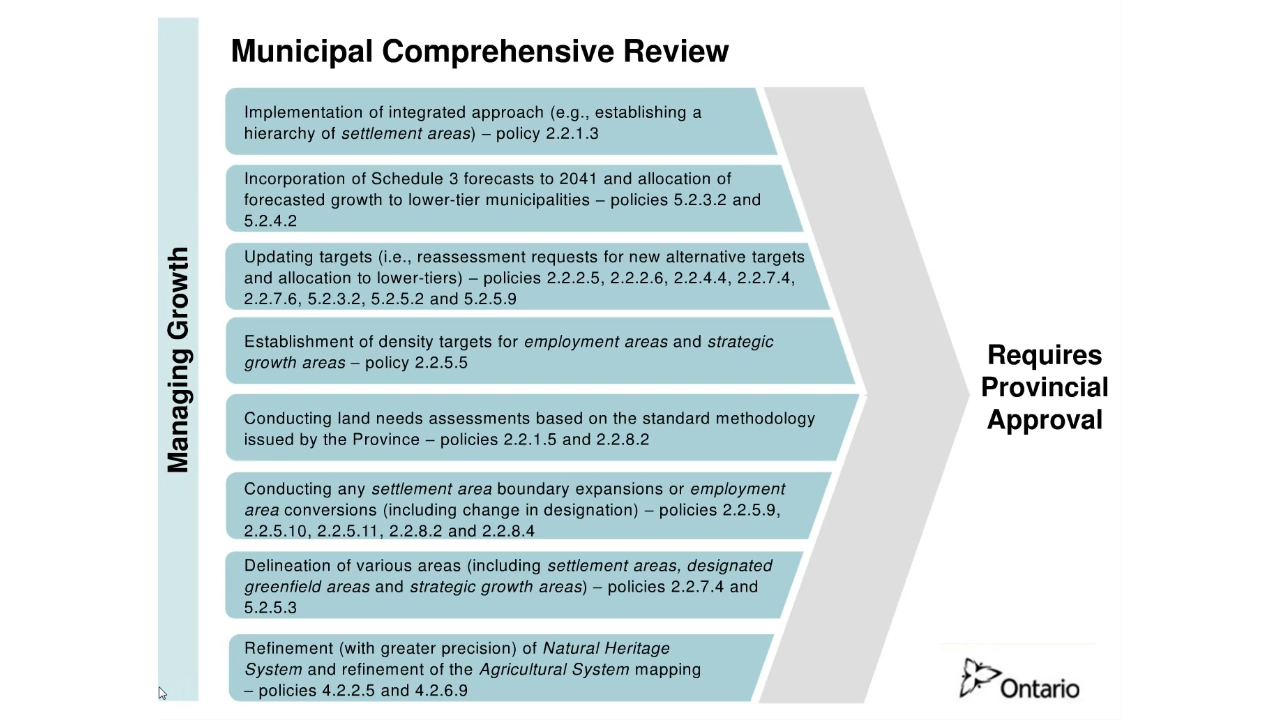 Municipal Comprehensive Review
Managing Growth
Implementation of integrated approach (e.g., establishing a
hierarchy of settlement areas) – policy 2.2.1.3
Incorporation of Schedule 3 forecasts to 2041 and allocation of
forecasted growth to lower-tier municipalities – policies 5.2.3.2 and
5.2.4.2
Updating targets (i.e., reassessment requests for new alternative targets
and allocation to lower-tiers) – policies 2.2.2.5, 2.2.2.6, 2.2.4.4, 2.2.7.4,
2.2.7.6, 5.2.3.2, 5.2.5.2 and 5.2.5.9
Establishment of density targets for employment areas and strategic
growth areas – policy 2.2.5.5
Conducting land needs assessments based on the standard methodology
issued by the Province – policies 2.2.1.5 and 2.2.8.2
Conducting any settlement area boundary expansions or employment
area conversions (including change in designation) – policies 2.2.5.9,
2.2.5.10, 2.2.5.11, 2.2.8.2 and 2.2.8.4
Delineation of various areas (including settlement areas, designated
greenfield areas and strategic growth areas) – policies 2.2.7.4 and
5.2.5.3
Refinement (with greater precision) of Natural Heritage
System and refinement of the Agricultural System mapping
– policies 4.2.2.5 and 4.2.6.9
Requires
Provincial
Approval
Ontario